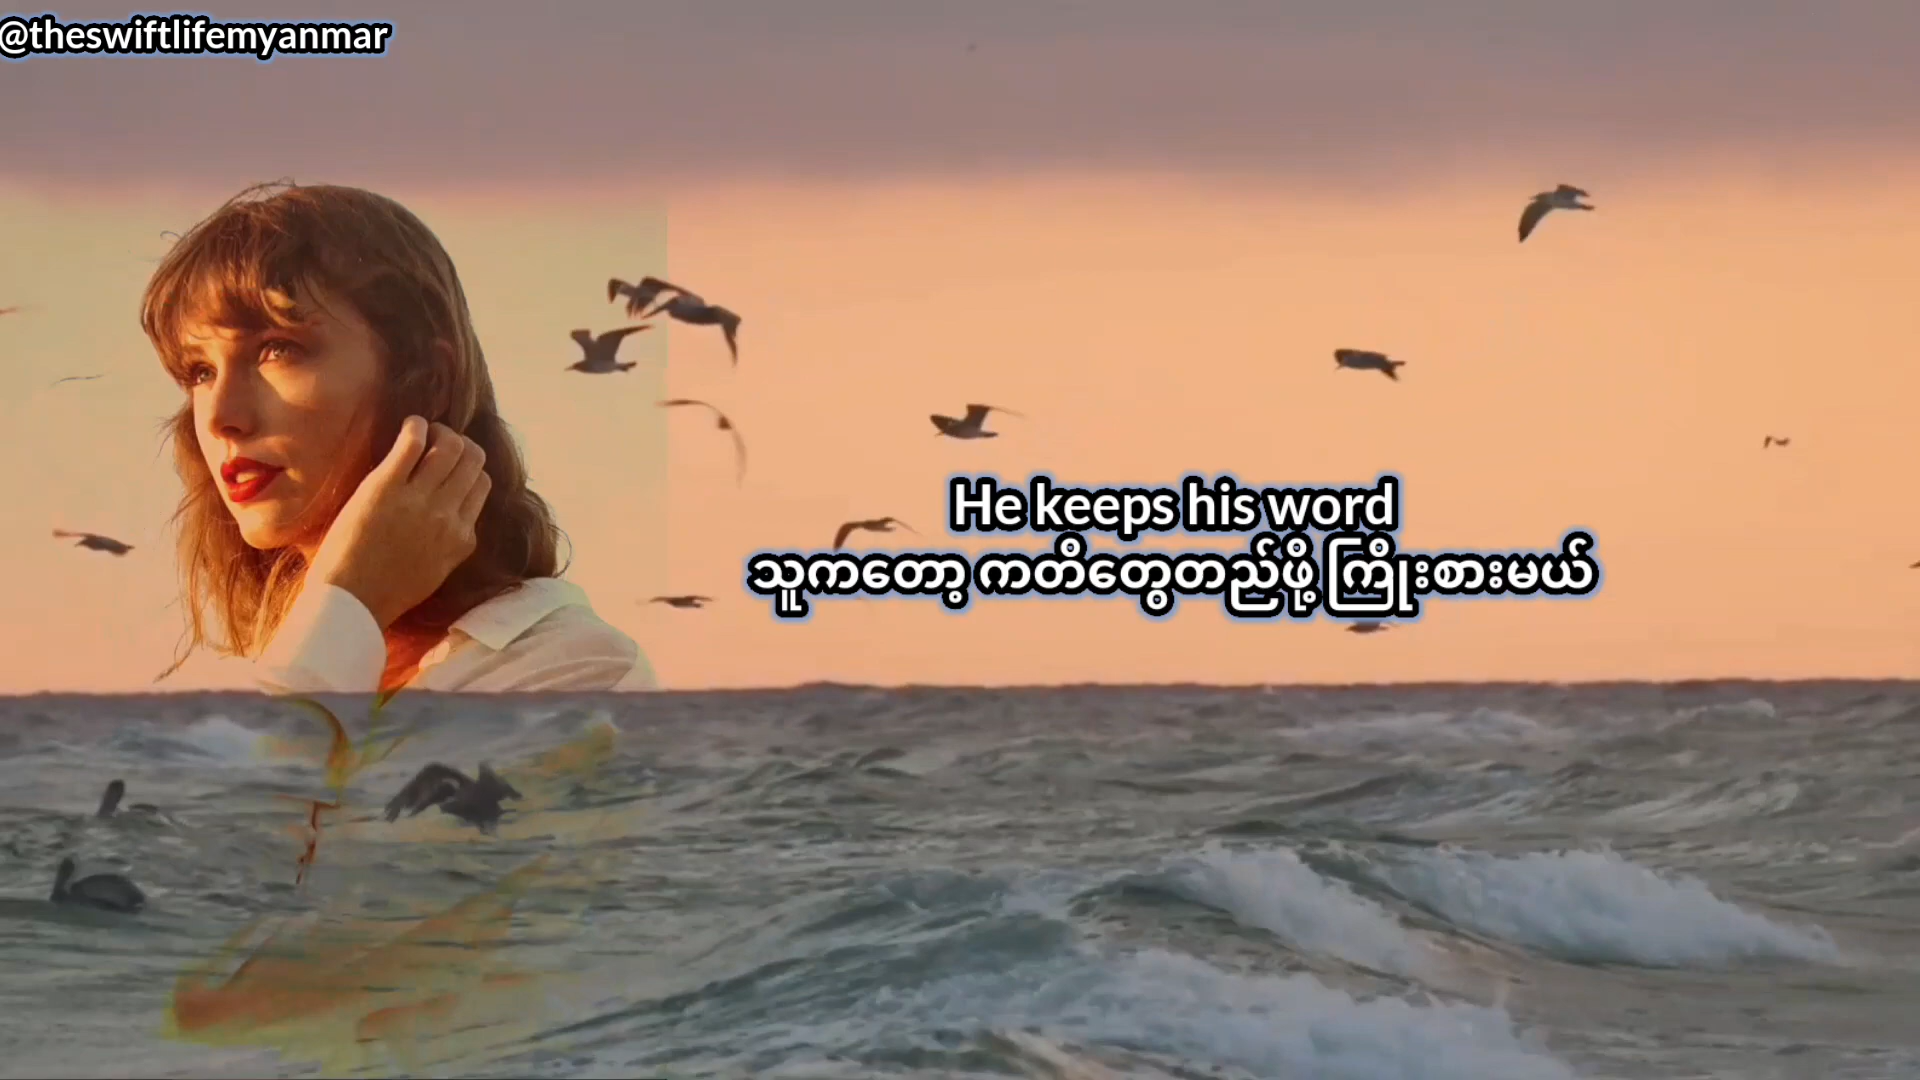 @theswiftlifemyanmar
He keeps his word
သူကတော့ ကတိတွေတည်ဖို့ ကြိုးစားမယ်